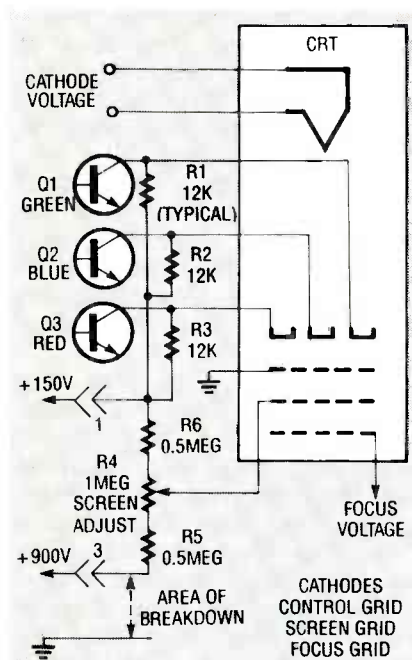 CRT
CATHODE
VOLTAGE
Q1
GREEN
R1
12K
(TYPICAL)
Q2
BLUE
R2
12K
Q3
RED
R3
12K
+150V
1
R6
0.5MEG
R4
1MEG
SCREEN
ADJUST
R5
0.5MEG
FOCUS
VOLTAGE
+900V
3
AREA OF
BREAKDOWN
CATHODES
CONTROL GRID
SCREEN GRID
FOCUS GRID